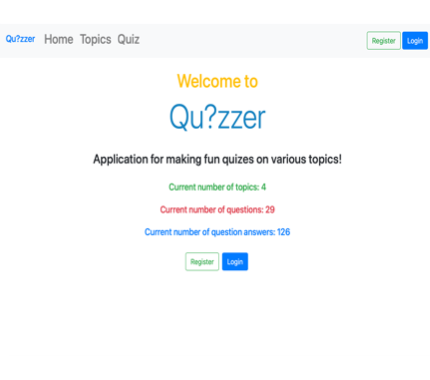 Qu?zzer Home Topics Quiz Register Login
Welcome to
Qu?zzer
Application for making fun quizes on various topics!
Current number of topics: 4
Current number of questions: 29
Current number of question answers: 126
Register Login